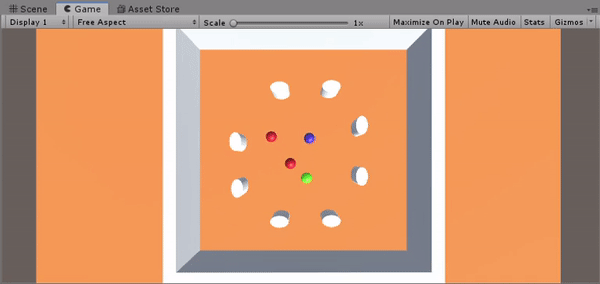 Scene Game Asset Store
Display 1 Free Aspect Scale 1x Maximize On Play Mute Audio Stats Gizmos